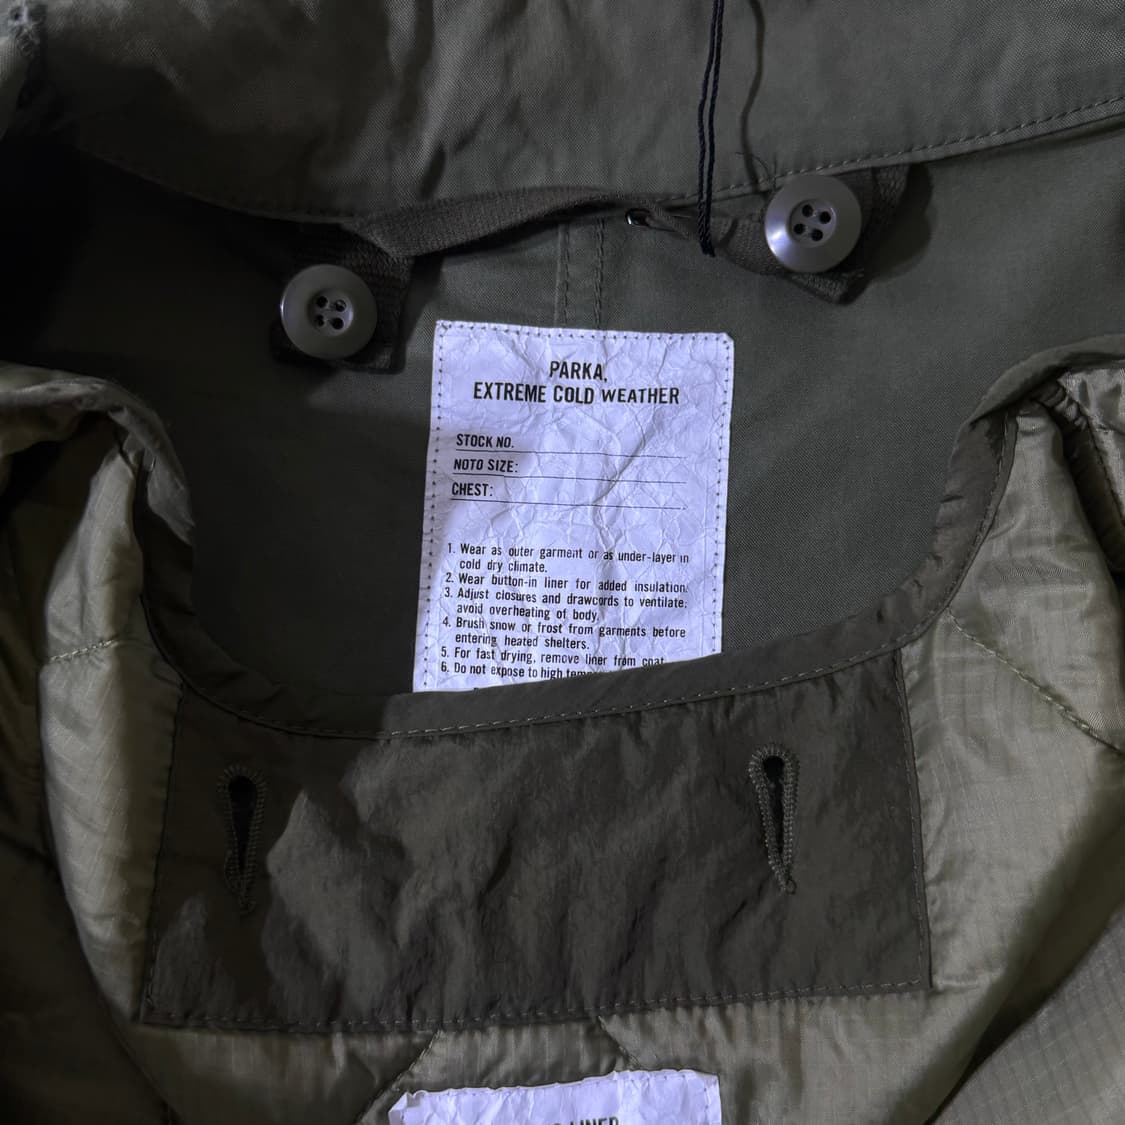 PARKA,
EXTREME COLD WEATHER
STOCK NO.
NOTO SIZE:
CHEST:
1. Wear as outer garment or as under-layer in
cold dry climate.
2. Wear button-in liner for added insulation.
3. Adjust closures and drawcords to ventilate.
avoid overheating of body.
4. Brush snow or frost from garments before
entering heated shelters.
5. For fast drying, remove liner from coat
6. Do not expose to high
LINER